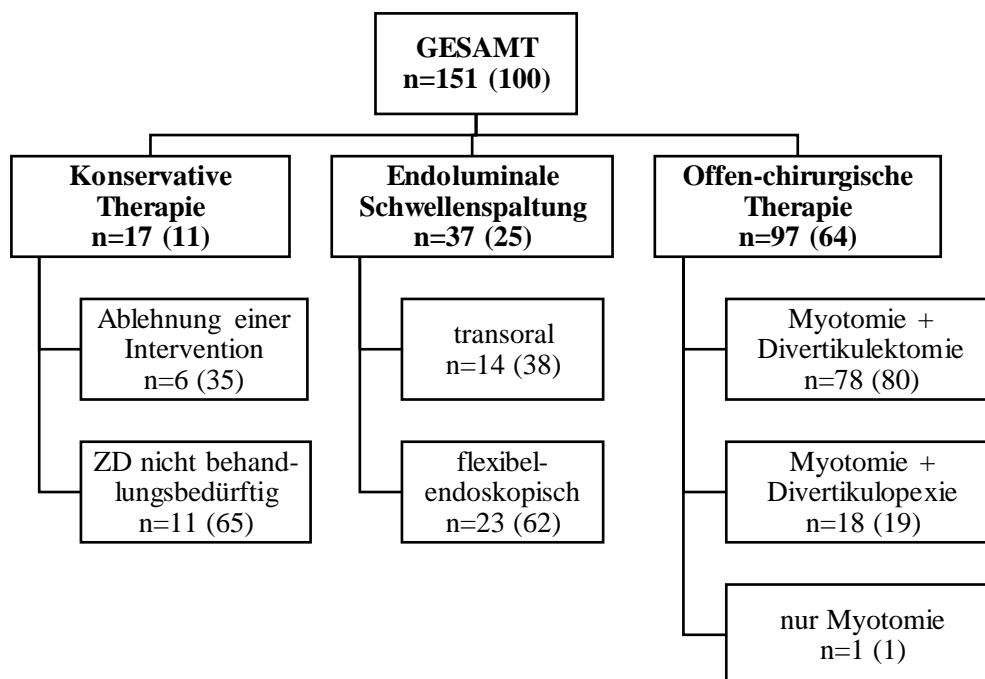 GESAMT
n=151 (100)
Konservative
Therapie
n=17 (11)
Ablehnung einer
Intervention
n=6 (35)
ZD nicht behand-
lungsbedürftig
n=11 (65)
Endoluminale
Schwellenspaltung
n=37 (25)
transoral
n=14 (38)
flexibel-
endoskopisch
n=23 (62)
Offen-chirurgische
Therapie
n=97 (64)
Myotomie +
Divertikulektomie
n=78 (80)
Myotomie +
Divertikulopexie
n=18 (19)
nur Myotomie
n=1 (1)